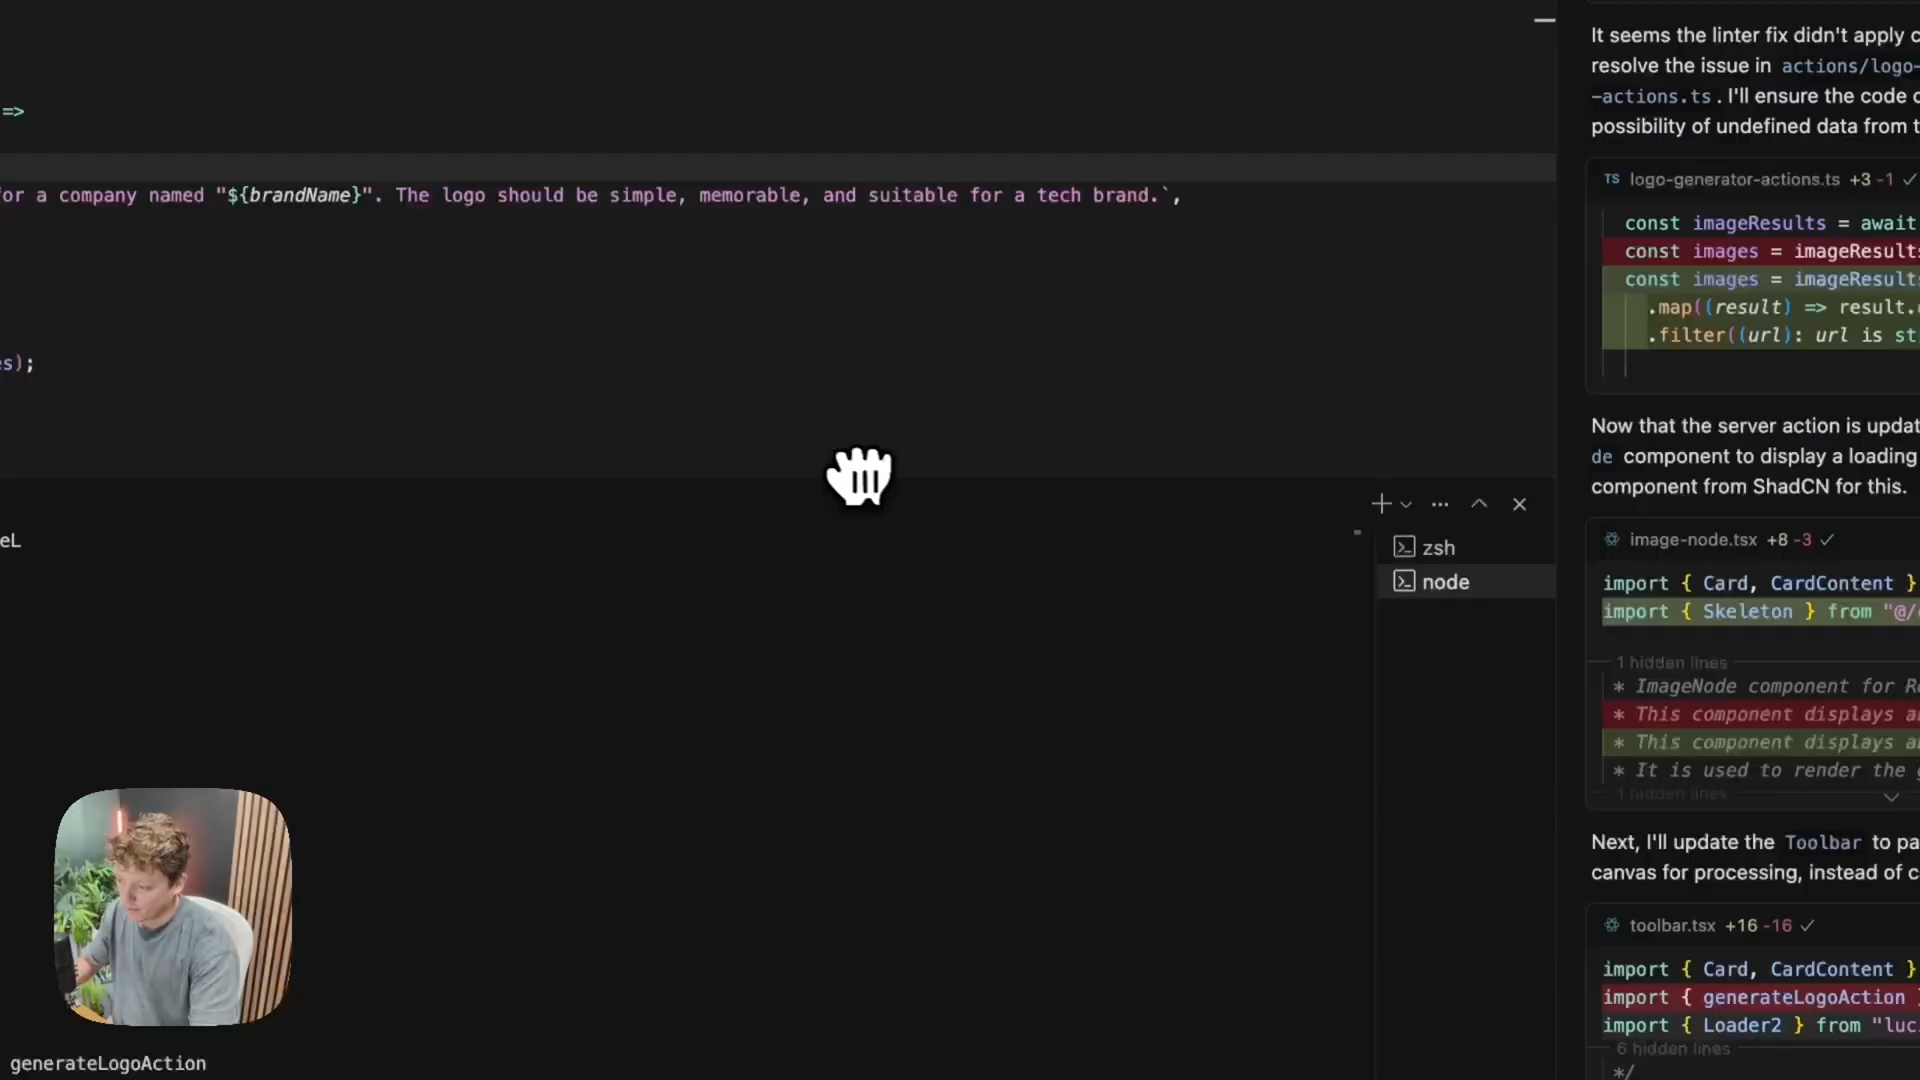 =>
or a company named "${brandName}". The logo should be simple, memorable, and suitable for a tech brand.`,
s);
eL
zsh
node
generateLogoAction
It seems the linter fix didn't apply
resolve the issue in actions/logo-
-actions.ts. I'll ensure the code
possibility of undefined data from
TS logo-generator-actions.ts +3 -1
const imageResults = await
const images = imageResults
const images = imageResults
.map((result) => result.
.filter((url): url is
Now that the server action is
de component to display a loading
component from ShadCN for this.
image-node.tsx +8 -3
import { Card, CardContent }
import { Skeleton } from "@/
1 hidden lines
* ImageNode component for
* This component displays
* This component displays
* It is used to render the
1 hidden lines
Next, I'll update the Toolbar to
canvas for processing, instead of
toolbar.tsx +16 -16
import { Card, CardContent }
import { generateLogoAction
import { Loader2 } from "luc
6 hidden lines
*/